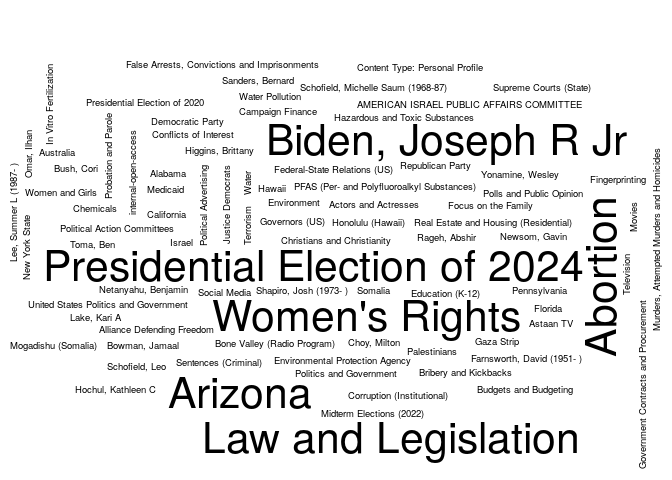 False Arrests, Convictions and Imprisonments
Content Type: Personal Profile
Sanders, Bernard
Schofield, Michelle Saum (1968-87)
Supreme Courts (State)
Water Pollution
Presidential Election of 2020
AMERICAN ISRAEL PUBLIC AFFAIRS COMMITTEE
Campaign Finance
Hazardous and Toxic Substances
Democratic Party
Conflicts of Interest
Biden, Joseph R Jr
In Vitro Fertilization
Omar, Ilhan
Australia
Higgins, Brittany
Probation and Parole
internal-open-access
Bush, Cori
Alabama
Federal-State Relations (US)
Republican Party
Yonamine, Wesley
Fingerprinting
Lee, Summer L (1987- )
Women and Girls
Medicaid
Political Advertising
Justice Democrats
Water
Hawaii
PFAS (Per- and Polyfluoroalkyl Substances)
Polls and Public Opinion
Chemicals
California
Environment
Actors and Actresses
Focus on the Family
Movies
Murders, Attempted Murders and Homicides
New York State
Political Action Committees
Terrorism
Governors (US)
Honolulu (Hawaii)
Real Estate and Housing (Residential)
Toma, Ben
Israel
Christians and Christianity
Rageh, Abshir
Newsom, Gavin
Presidential Election of 2024
Abortion
Television
Netanyahu, Benjamin
Social Media
Shapiro, Josh (1973- )
Somalia
Education (K-12)
Pennsylvania
United States Politics and Government
Lake, Kari A
Women's Rights
Florida
Alliance Defending Freedom
Astaan TV
Mogadishu (Somalia)
Bowman, Jamaal
Bone Valley (Radio Program)
Choy, Milton
Gaza Strip
Palestinians
Schofield, Leo
Sentences (Criminal)
Environmental Protection Agency
Farnsworth, David (1951- )
Politics and Government
Bribery and Kickbacks
Government Contracts and Procurement
Hochul, Kathleen C
Arizona
Corruption (Institutional)
Budgets and Budgeting
Midterm Elections (2022)
Law and Legislation